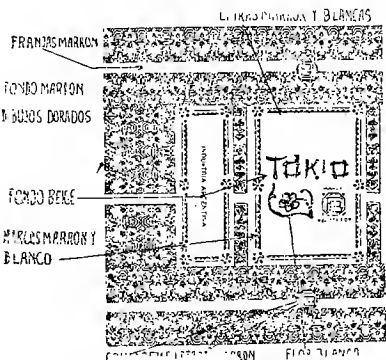 LETRAS MARRON Y BLANCAS
FRANJAS MARRON
FONDO MARRON
DIBUJOS DORADOS
INDUSTRIA ARGENTINA
TOKIO
FONDO BEIGE
MARCOS MARRON Y
BLANCO
FLOR BLANCA